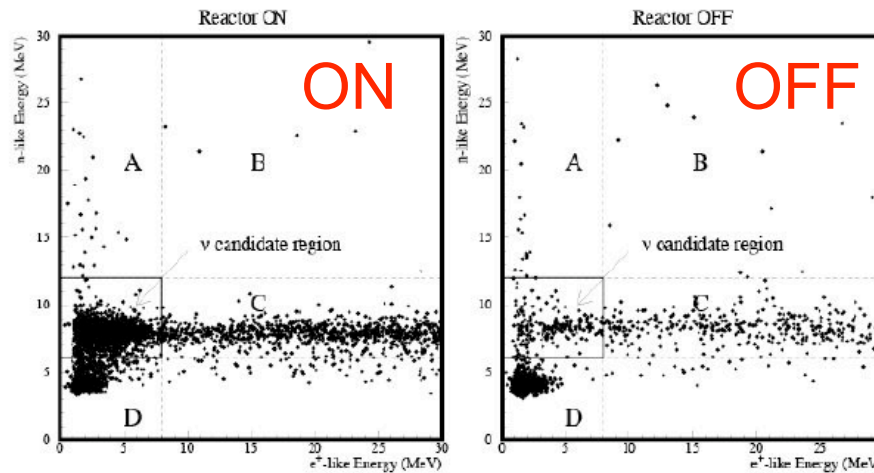 Reactor ON
n-like Energy (MeV)
30
25
20
15
10
5
0
ON
A
B
ν candidate region
C
D
0
5
10
15
20
25
30
e⁺-like Energy (MeV)
Reactor OFF
n-like Energy (MeV)
30
25
20
15
10
5
0
OFF
A
B
ν candidate region
C
D
0
5
10
15
20
25
e⁺-like Energy (MeV)